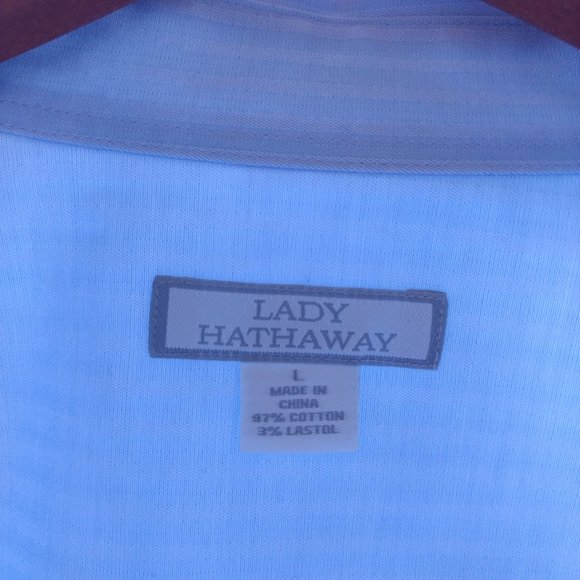 LADY
HATHAWAY
L
MADE IN
CHINA
97% COTTON
3% LASTOL